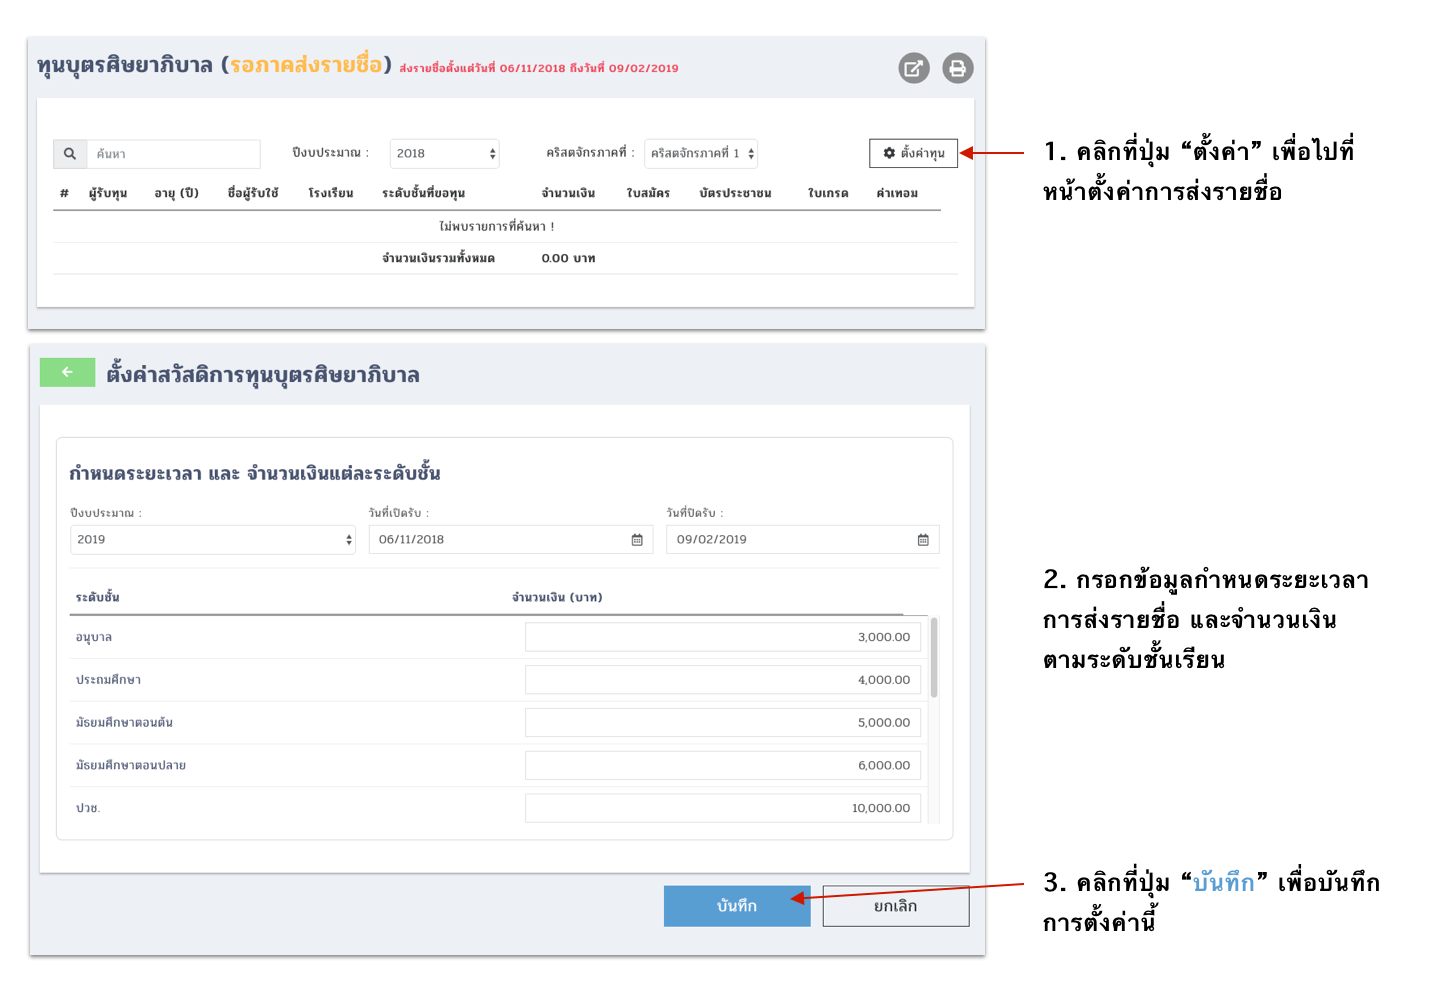 ทุนบุตรศิษยาภิบาล (รอภาคส่งรายชื่อ) ส่งรายชื่อตั้งแต่วันที่ 06/11/2018 ถึงวันที่ 09/02/2019
ค้นหา ปีงบประมาณ : 2018 คริสตจักรภาคที่ : คริสตจักรภาคที่ 1 ตั้งค่าทุน
# ผู้รับทุน อายุ (ปี) ชื่อผู้รับใช้ โรงเรียน ระดับชั้นที่ขอทุน จำนวนเงิน ใบสมัคร บัตรประชาชน ใบเกรด ค่าเทอม
ไม่พบรายการที่ค้นหา !
จำนวนเงินรวมทั้งหมด 0.00 บาท
1. คลิกที่ปุ่ม “ตั้งค่า” เพื่อไปที่
หน้าตั้งค่าการส่งรายชื่อ
ตั้งค่าสวัสดิการทุนบุตรศิษยาภิบาล
กำหนดระยะเวลา และ จำนวนเงินแต่ละระดับชั้น
ปีงบประมาณ : วันที่เปิดรับ : วันที่ปิดรับ :
2019 06/11/2018 09/02/2019
ระดับชั้น จำนวนเงิน (บาท)
อนุบาล 3,000.00
ประถมศึกษา 4,000.00
มัธยมศึกษาตอนต้น 5,000.00
มัธยมศึกษาตอนปลาย 6,000.00
ปวช. 10,000.00
2. กรอกข้อมูลกำหนดระยะเวลา
การส่งรายชื่อ และจำนวนเงิน
ตามระดับชั้นเรียน
บันทึก ยกเลิก
3. คลิกที่ปุ่ม “บันทึก” เพื่อบันทึก
การตั้งค่านี้